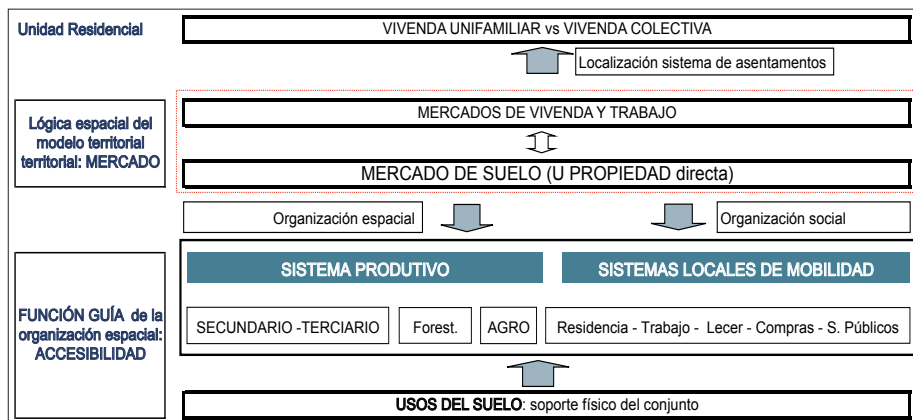 Unidad Residencial
VIVENDA UNIFAMILIAR vs VIVENDA COLECTIVA
Localización sistema de asentamentos
Lógica espacial del
modelo territorial
territorial: MERCADO
MERCADOS DE VIVENDA Y TRABAJO
MERCADO DE SUELO (U PROPIEDAD directa)
Organización espacial
Organización social
FUNCIÓN GUÍA de la
organización espacial:
ACCESIBILIDAD
SISTEMA PRODUTIVO
SISTEMAS LOCALES DE MOBILIDAD
SECUNDARIO -TERCIARIO
Forest.
AGRO
Residencia - Trabajo - Lecer - Compras - S. Públicos
USOS DEL SUELO: soporte físico del conjunto